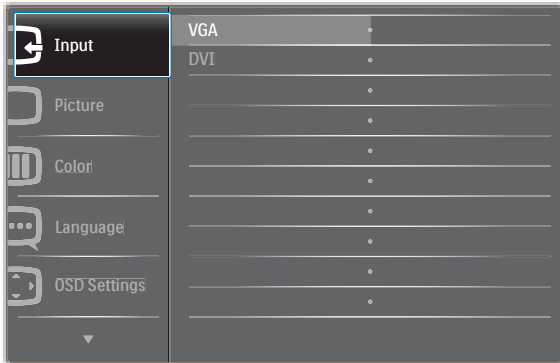 Input
Picture
Color
Language
OSD Settings
VGA
DVI